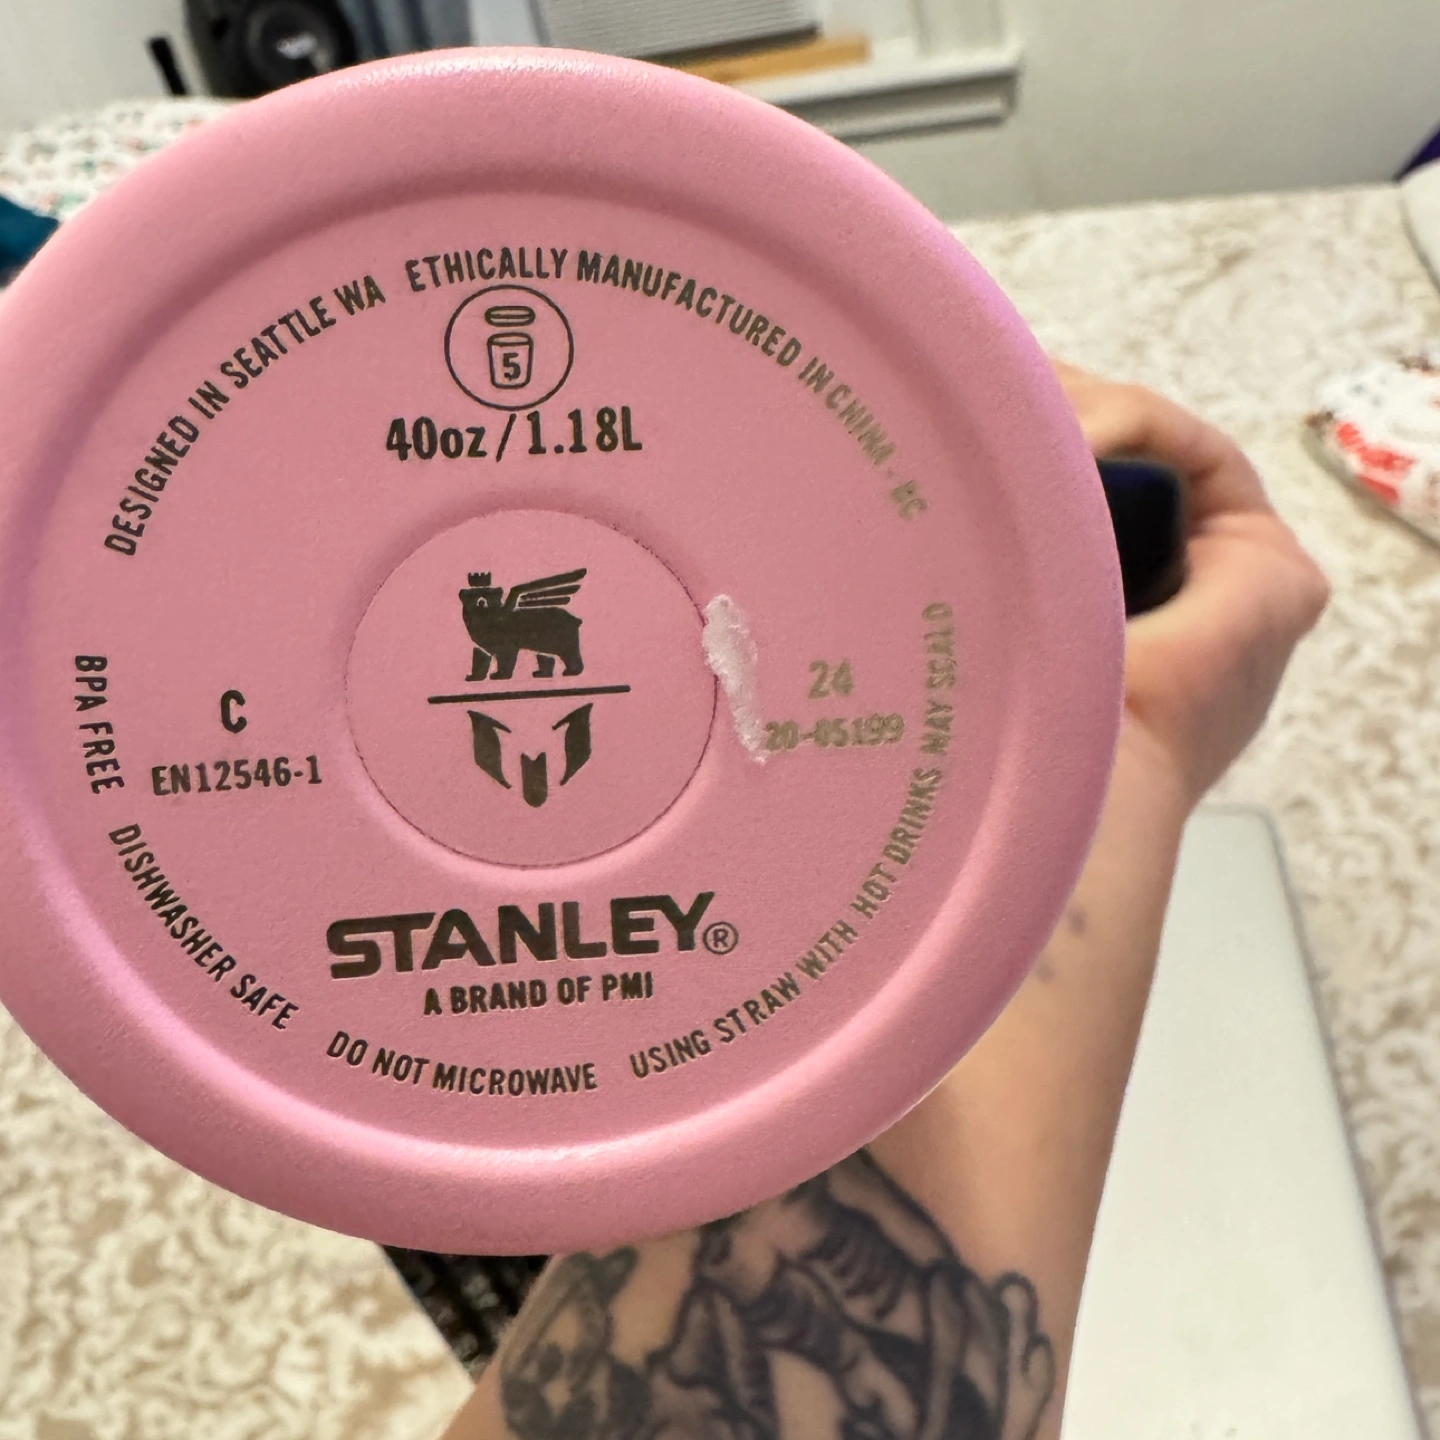 DESIGNED IN SEATTLE WA
ETHICALLY MANUFACTURED IN CHINA - EC
5
40oz/1.18L
C
EN12546-1
24
20-05199
BPA FREE
DISHWASHER SAFE
DO NOT MICROWAVE
USING STRAW WITH HOT DRINKS MAY SCALD
STANLEY®
A BRAND OF PMI